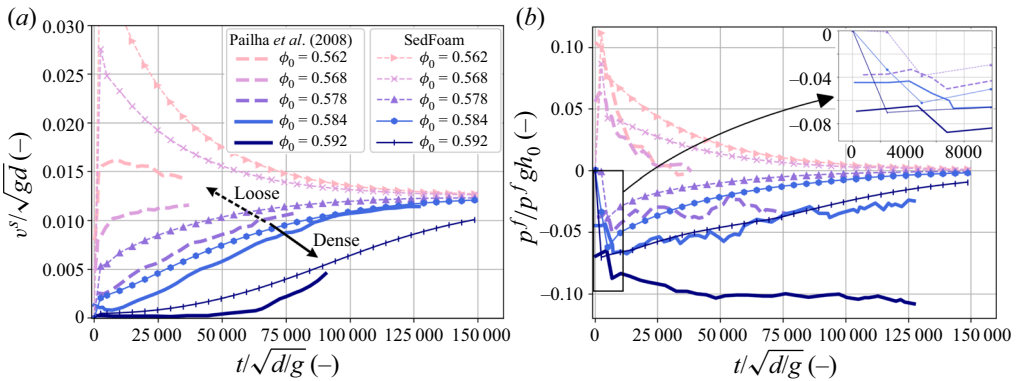 (a)
0.030
0.025
0.020
0.015
0.010
0.005
0
v^s/√gd (–)
Pailha et al. (2008)
ϕ0 = 0.562
ϕ0 = 0.568
ϕ0 = 0.578
ϕ0 = 0.584
ϕ0 = 0.592
SedFoam
ϕ0 = 0.562
ϕ0 = 0.568
ϕ0 = 0.578
ϕ0 = 0.584
ϕ0 = 0.592
Loose
Dense
0 25 000 50 000 75 000 100 000 125 000 150 000
t/√d/g (–)
(b)
0.10
0.05
0
−0.05
−0.10
p^f/ρ^f gh0 (–)
0
−0.04
−0.08
0 40000 80000
0 25 000 50 000 75 000 100 000 125 000 150 000
t/√d/g (–)